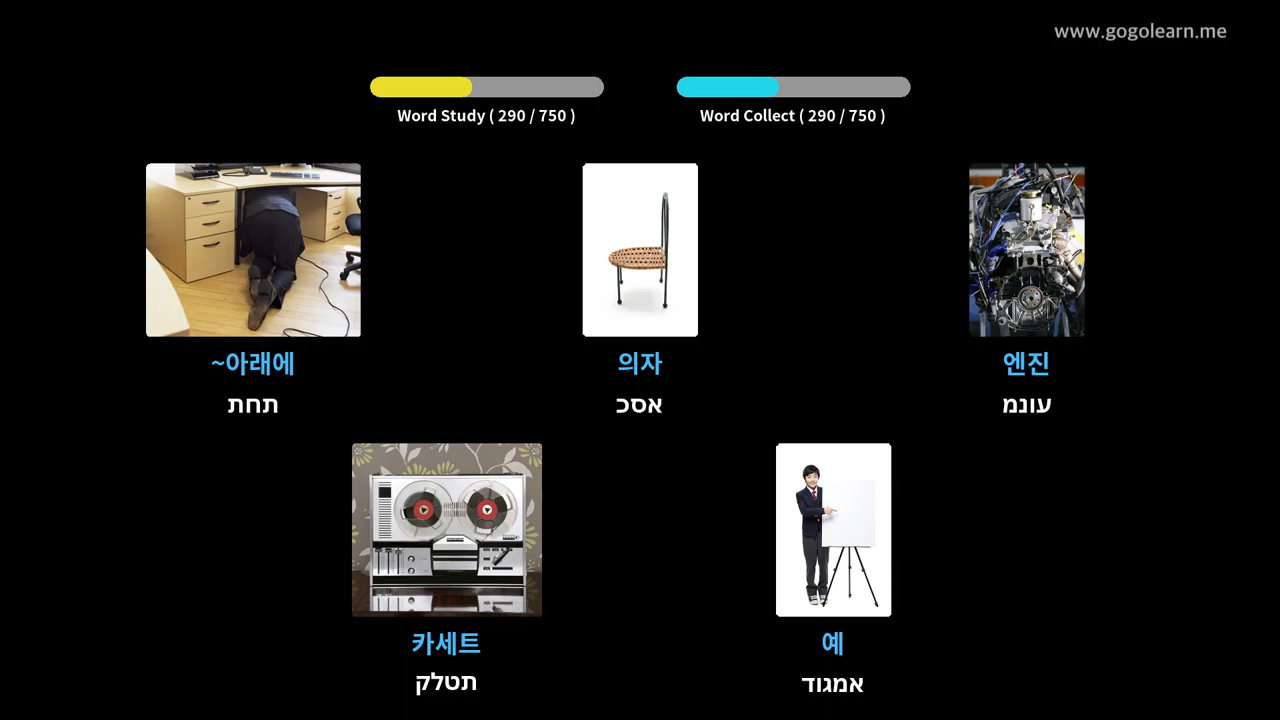 www.gogolearn.me
Word Study ( 290 / 750 )
Word Collect ( 290 / 750 )
~아래에
תחת
의자
אסכ
엔진
עונמ
카세트
תטלק
예
אמגוד